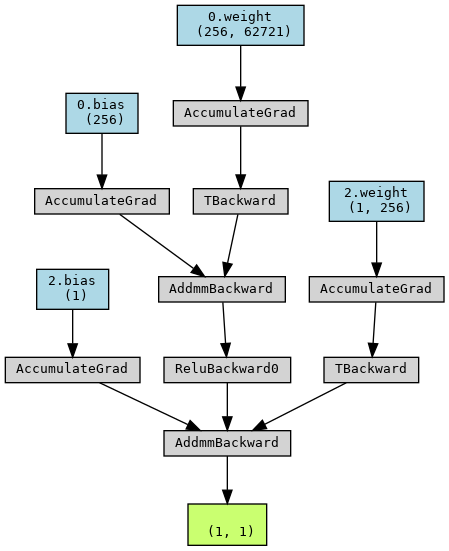 0.weight
(256, 62721)
0.bias
(256)
AccumulateGrad
AccumulateGrad
TBackward
2.weight
(1, 256)
2.bias
(1)
AddmmBackward
AccumulateGrad
AccumulateGrad
ReluBackward0
TBackward
AddmmBackward
(1, 1)